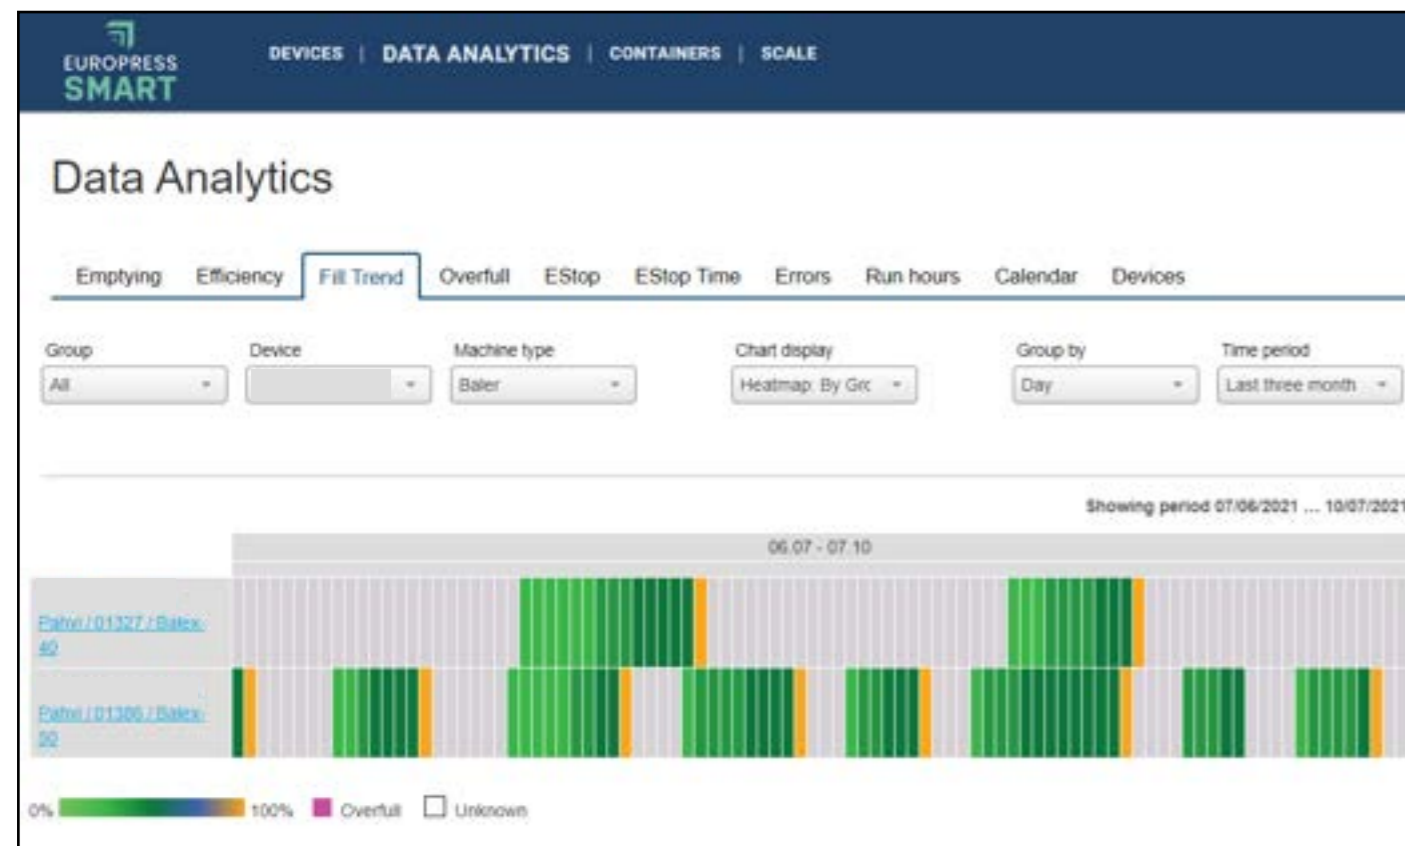 EUROPRESS
SMART
DEVICES | DATA ANALYTICS | CONTAINERS | SCALE
Data Analytics
Emptying Efficiency Fill Trend Overfull EStop EStop Time Errors Run hours Calendar Devices
Group Device Machine type Chart display Group by Time period
All Baler Heatmap: By Grc Day Last three month
Showing period 07/06/2021 ... 10/07/2021
06.07 - 07.10
Pahvi / 01327 / Balex-
40
Pahvi / 01386 / Balex-
50
0% 100% Overfull Unknown